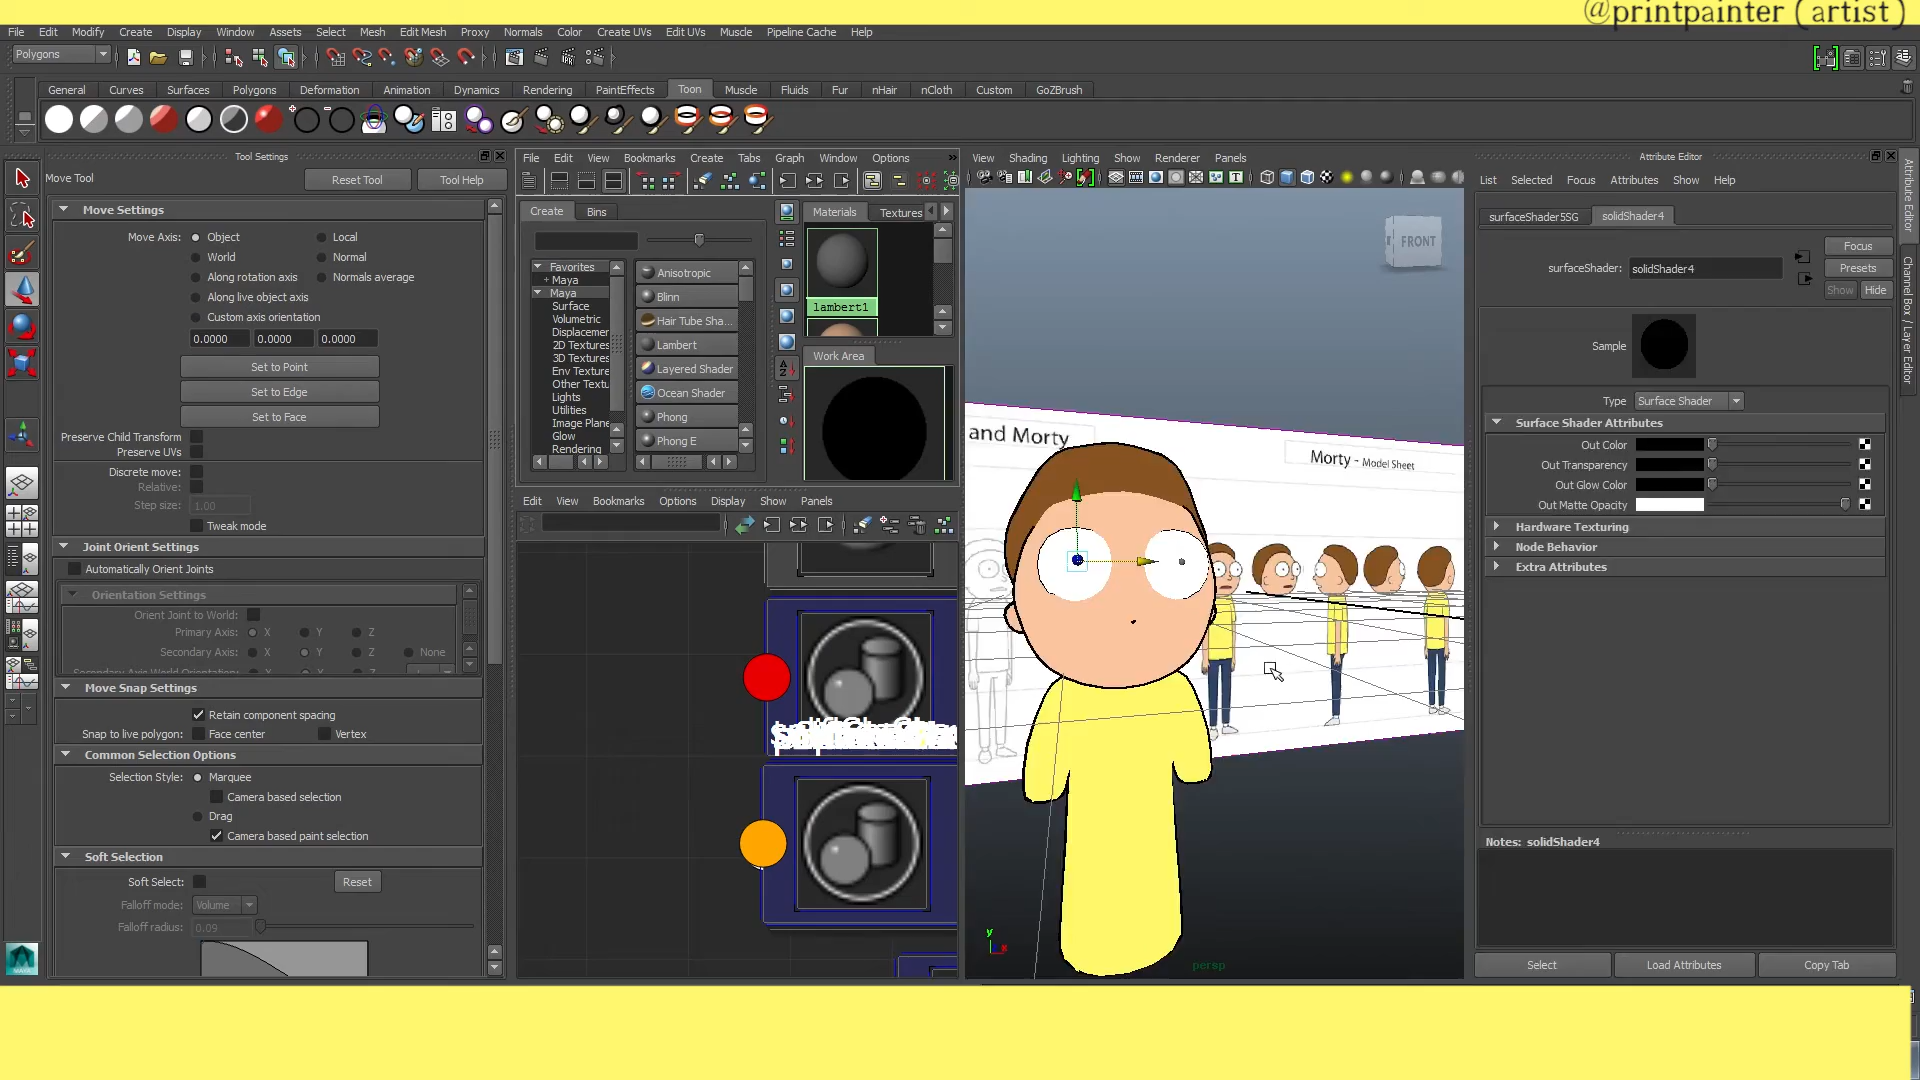 @printpainter (artist)
File Edit Modify Create Display Window Assets Select Mesh Edit Mesh Proxy Normals Color Create UVs Edit UVs Muscle Pipeline Cache Help
Polygons
General Curves Surfaces Polygons Deformation Animation Dynamics Rendering PaintEffects Toon Muscle Fluids Fur nHair nCloth Custom GoZBrush
Tool Settings
Move Tool Reset Tool Tool Help
Move Settings
Move Axis: Object Local
World Normal
Along rotation axis Normals average
Along live object axis
Custom axis orientation
0.0000 0.0000 0.0000
Set to Point
Set to Edge
Set to Face
Preserve Child Transform
Preserve UVs
Discrete move:
Relative:
Step size: 1.00
Tweak mode
Joint Orient Settings
Automatically Orient Joints
Orientation Settings
Orient Joint to World:
Primary Axis: X Y Z
Secondary Axis: X Y Z None
Secondary Axis World Orientation:
Move Snap Settings
Retain component spacing
Snap to live polygon: Face center Vertex
Common Selection Options
Selection Style: Marquee
Camera based selection
Drag
Camera based paint selection
Soft Selection
Soft Select: Reset
Falloff mode: Volume
Falloff radius: 0.09
File Edit View Bookmarks Create Tabs Graph Window Options »
Create Bins
Favorites
+ Maya
Maya
Surface
Volumetric
Displacemer
2D Textures
3D Textures
Env Texture
Other Textu
Lights
Utilities
Image Plane
Glow
Rendering
Anisotropic
Blinn
Hair Tube Sha...
Lambert
Layered Shader
Ocean Shader
Phong
Phong E
Materials Textures
lambert1
Work Area
Edit View Bookmarks Options Display Show Panels
View Shading Lighting Show Renderer Panels
FRONT
and Morty
Morty - Model Sheet
y
x
persp
Attribute Editor
List Selected Focus Attributes Show Help
surfaceShader5SG solidShader4
surfaceShader: solidShader4
Focus
Presets
Show Hide
Sample
Type Surface Shader
Surface Shader Attributes
Out Color
Out Transparency
Out Glow Color
Out Matte Opacity
Hardware Texturing
Node Behavior
Extra Attributes
Notes: solidShader4
Select Load Attributes Copy Tab
Attribute Editor
Channel Box / Layer Editor